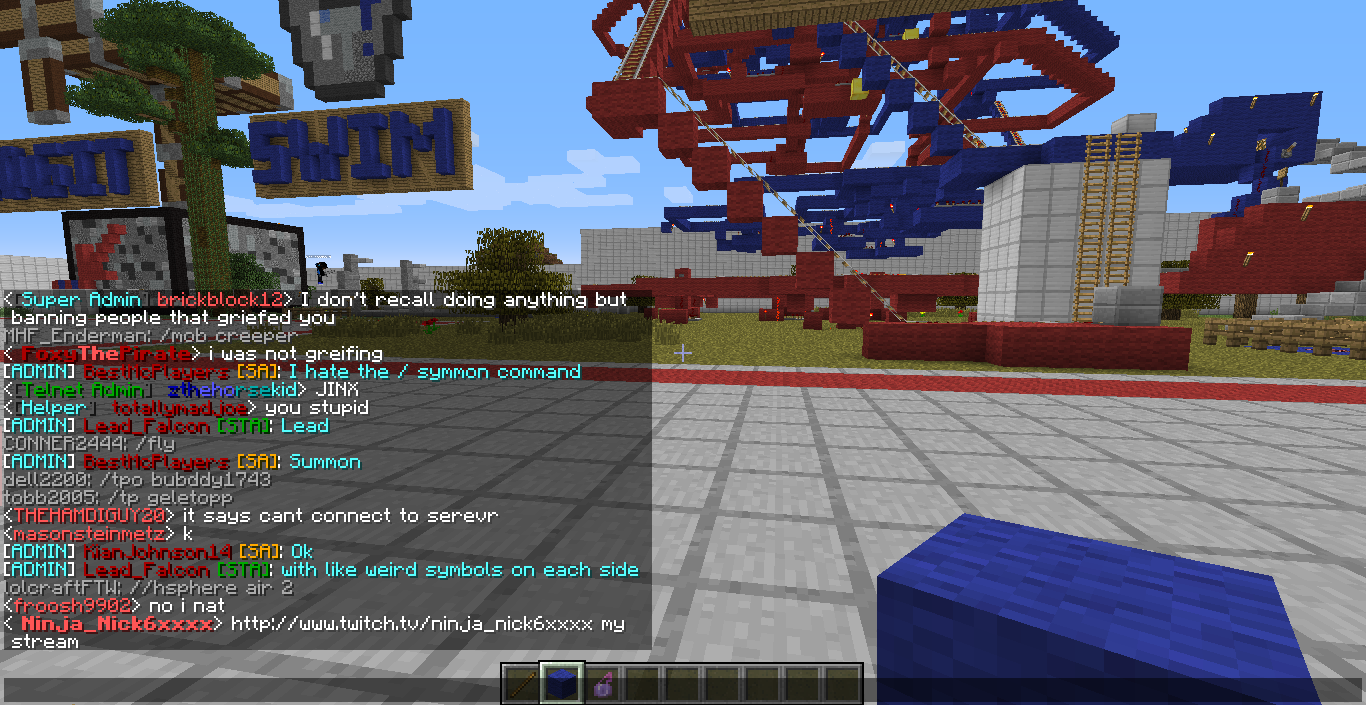 SWIM
<[Super Admin] brickblock12> I don't recall doing anything but
banning people that griefed you
MHF_Enderman: /mob creeper
< FoxyThePirate> i was not greifing
[ADMIN] BestMcPlayers [SA]: I hate the / symmon command
<[Telnet Admin] zthehorsekid> JINX
<[Helper] totallymadjoe> you stupid
[ADMIN] Lead_Falcon [STA]: Lead
CONNER2444: /fly
[ADMIN] BestMcPlayers [SA]: Summon
dell2200: /tpo bubddy1743
tobb2005: /tp geletopp
<THEHAMDIGUY20> it says cant connect to serevr
<masonsteinmetz> k
[ADMIN] KianJohnson14 [SA]: Ok
[ADMIN] Lead_Falcon [STA]: with like weird symbols on each side
lolcraftFTW: //hsphere air 2
<froosh9902> no i nat
< Ninja_Nick6xxxx> http://www.twitch.tv/ninja_nick6xxxx my
stream